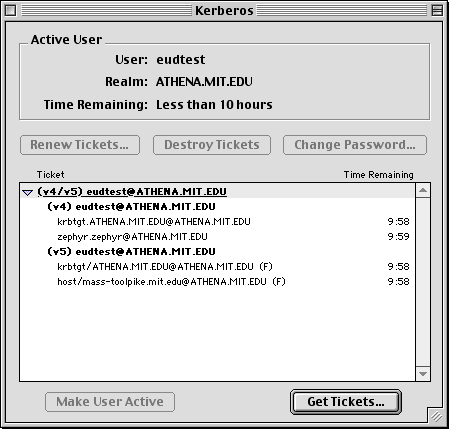 Kerberos
Active User
User: eudtest
Realm: ATHENA.MIT.EDU
Time Remaining: Less than 10 hours
Renew Tickets... Destroy Tickets Change Password...
Ticket Time Remaining
(v4/v5) eudtest@ATHENA.MIT.EDU
(v4) eudtest@ATHENA.MIT.EDU
krbtgt.ATHENA.MIT.EDU@ATHENA.MIT.EDU 9:58
zephyr.zephyr@ATHENA.MIT.EDU 9:59
(v5) eudtest@ATHENA.MIT.EDU
krbtgt/ATHENA.MIT.EDU@ATHENA.MIT.EDU (F) 9:58
host/mass-toolpike.mit.edu@ATHENA.MIT.EDU (F) 9:58
Make User Active Get Tickets...